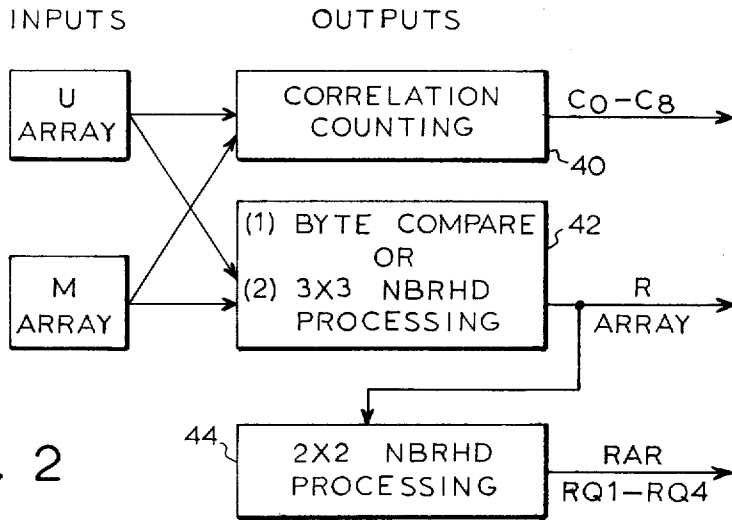 INPUTS OUTPUTS
U
ARRAY
CORRELATION
COUNTING
C0–C8
40
(1) BYTE COMPARE
OR
(2) 3X3 NBRHD
PROCESSING
42
M
ARRAY
R
ARRAY
44
2X2 NBRHD
PROCESSING
RAR
RQ1–RQ4
. 2